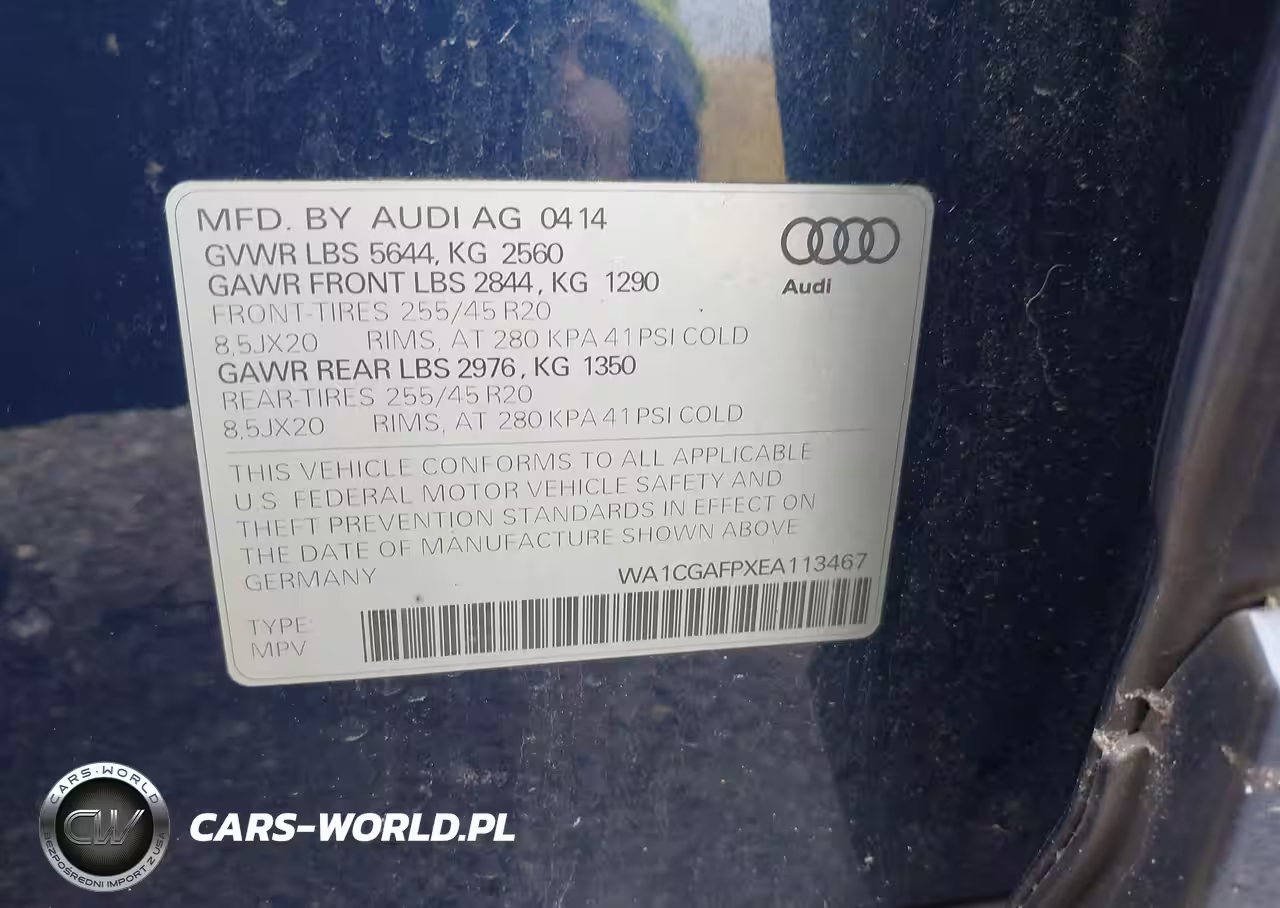 MFD. BY AUDI AG 0414
GVWR LBS 5644, KG 2560
GAWR FRONT LBS 2844, KG 1290
FRONT-TIRES 255/45 R20
8,5JX20 RIMS, AT 280 KPA 41 PSI COLD
GAWR REAR LBS 2976, KG 1350
REAR-TIRES 255/45 R20
8,5JX20 RIMS, AT 280 KPA 41 PSI COLD
Audi
THIS VEHICLE CONFORMS TO ALL APPLICABLE
U.S. FEDERAL MOTOR VEHICLE SAFETY AND
THEFT PREVENTION STANDARDS IN EFFECT ON
THE DATE OF MANUFACTURE SHOWN ABOVE
GERMANY
WA1CGAFPXEA113467
TYPE:
MPV
CARS-WORLD
CW
BEZPOŚREDNI IMPORT Z USA
CARS-WORLD.PL